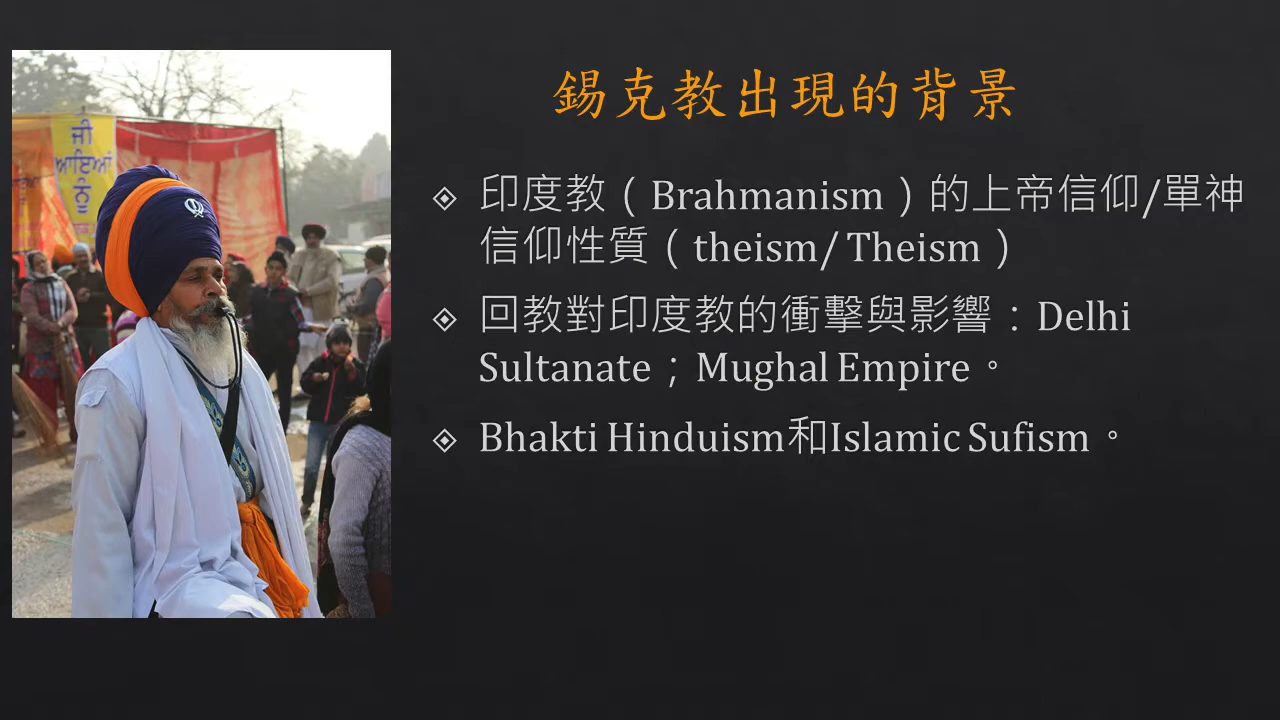 ਜੀ
ਆਇਆਂ
ਨੂੰ
錫克教出現的背景
印度教（Brahmanism）的上帝信仰/單神
信仰性質（theism/ Theism）
回教對印度教的衝擊與影響：Delhi
Sultanate；Mughal Empire。
Bhakti Hinduism和Islamic Sufism。